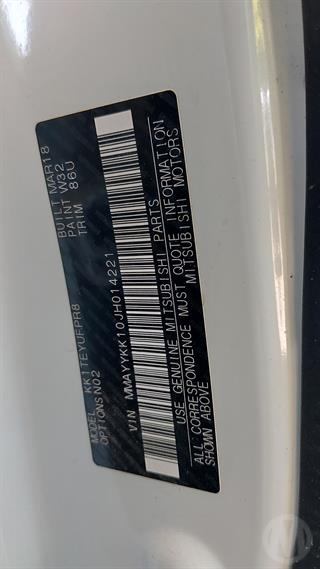 MODEL KK1TEYUFPR8 BUILT MAR18
OPTIONS N02 PAINT W32
TRIM 86U
VIN MMAYYKK10JH014221
USE GENUINE MITSUBISHI PARTS
ALL CORRESPONDENCE MUST QUOTE INFORMATION
SHOWN ABOVE MITSUBISHI MOTORS